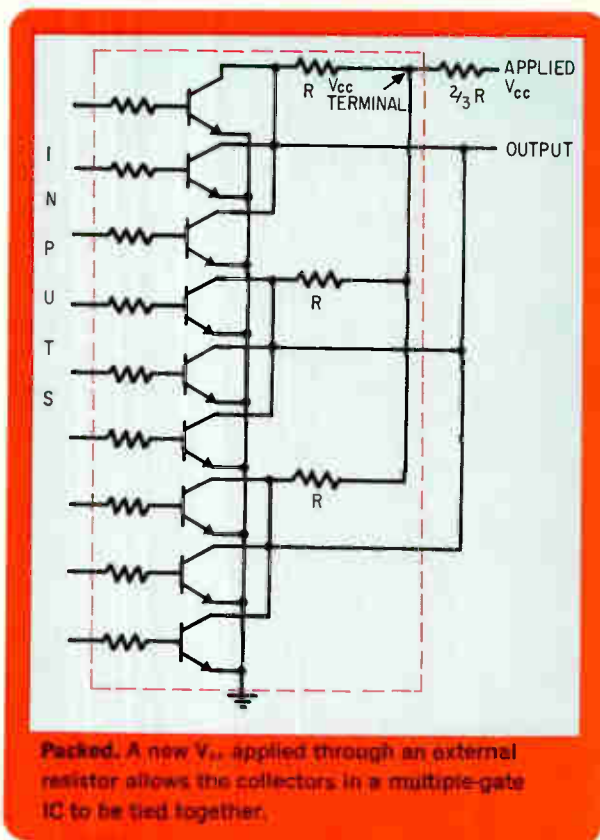 APPLIED
R VCC 2/3 R VCC
TERMINAL
OUTPUT
I
N
P
U
T
S
R
R
Packed. A new V.. applied through an external
resistor allows the collectors in a multiple-gate
IC to be tied together.